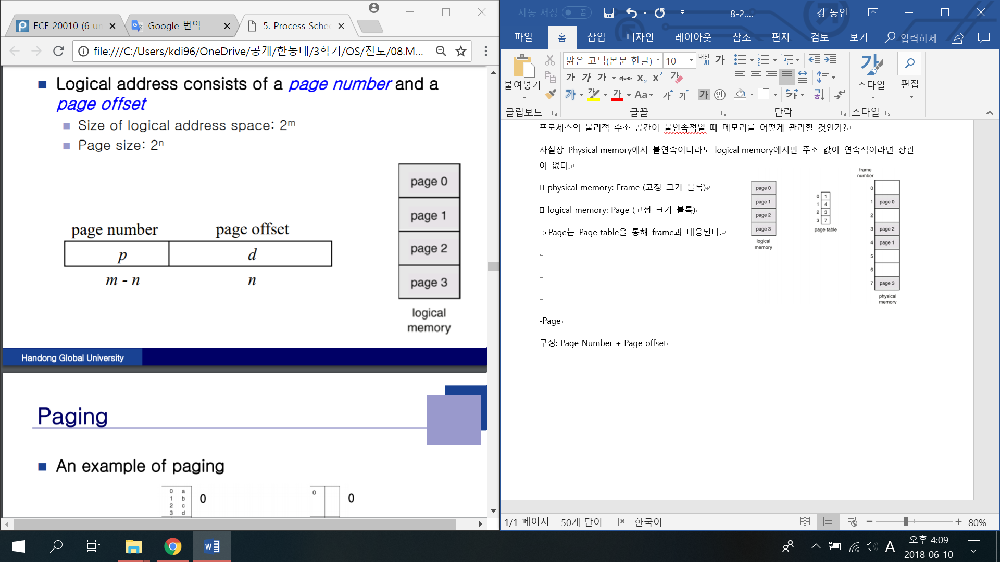 ECE 20010 (6 un
Google 번역
5. Process Sche
file:///C:/Users/kdi96/OneDrive/공개/한동대/3학기/OS/진도/08.M...
Logical address consists of a page number and a
page offset
Size of logical address space: 2ᵐ
Page size: 2ⁿ
page number page offset
p d
m - n n
page 0
page 1
page 2
page 3
logical
memory
Handong Global University
Paging
An example of paging
0 a
1 b
2 c
3 d
0
0
0
자동 저장 끔
8-2....
강 동인
파일 홈 삽입 디자인 레이아웃 참조 편지 검토 보기 입력하세
붙여넣기
맑은 고딕(본문 한글) 10
스타일
편집
클립보드 글꼴 단락 스타일
프로세스의 물리적 주소 공간이 불연속적일 때 메모리를 어떻게 관리할 것인가?
사실상 Physical memory에서 불연속이더라도 logical memory에서만 주소 값이 연속적이라면 상관
이 없다.
physical memory: Frame (고정 크기 블록)
logical memory: Page (고정 크기 블록)
->Page는 Page table을 통해 frame과 대응된다.
page 0
page 1
page 2
page 3
logical
memory
0 1
1 4
2 3
3 7
page table
frame
number
0
1 page 0
2
3 page 2
4 page 1
5
6
7 page 3
physical
memory
-Page
구성: Page Number + Page offset
1/1 페이지 50개 단어 한국어
80%
A
오후 4:09
2018-06-10